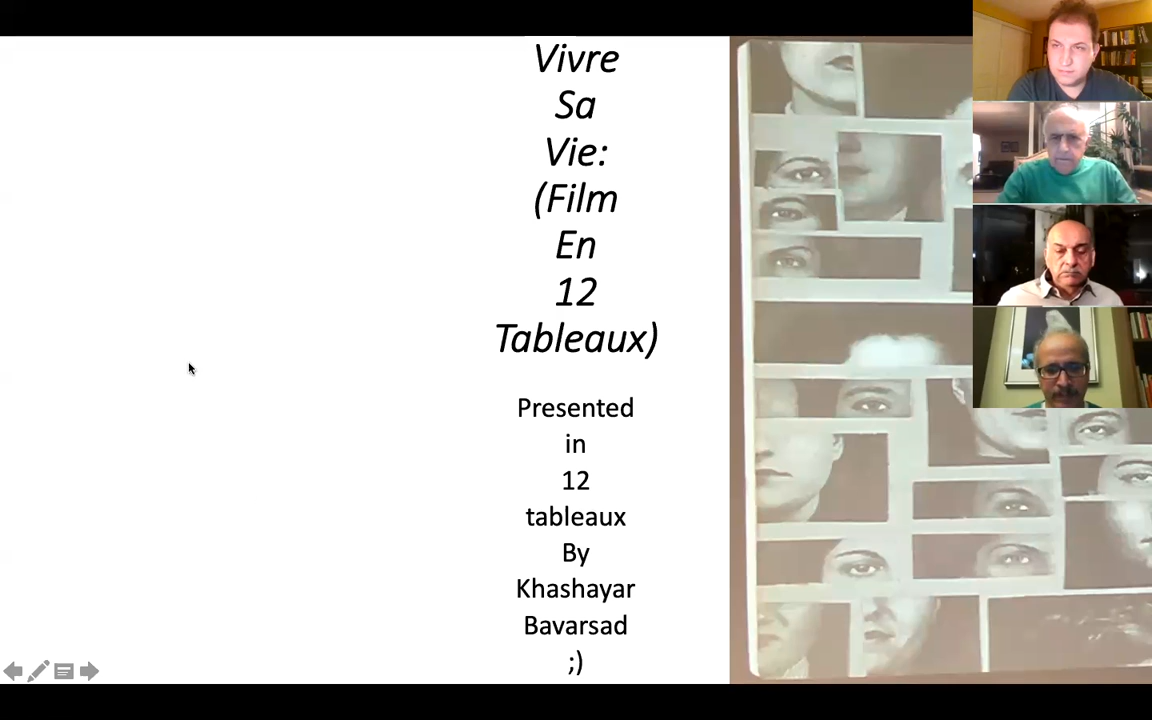 Vivre
Sa
Vie:
(Film
En
12
Tableaux)
Presented
in
12
tableaux
By
Khashayar
Bavarsad
;)